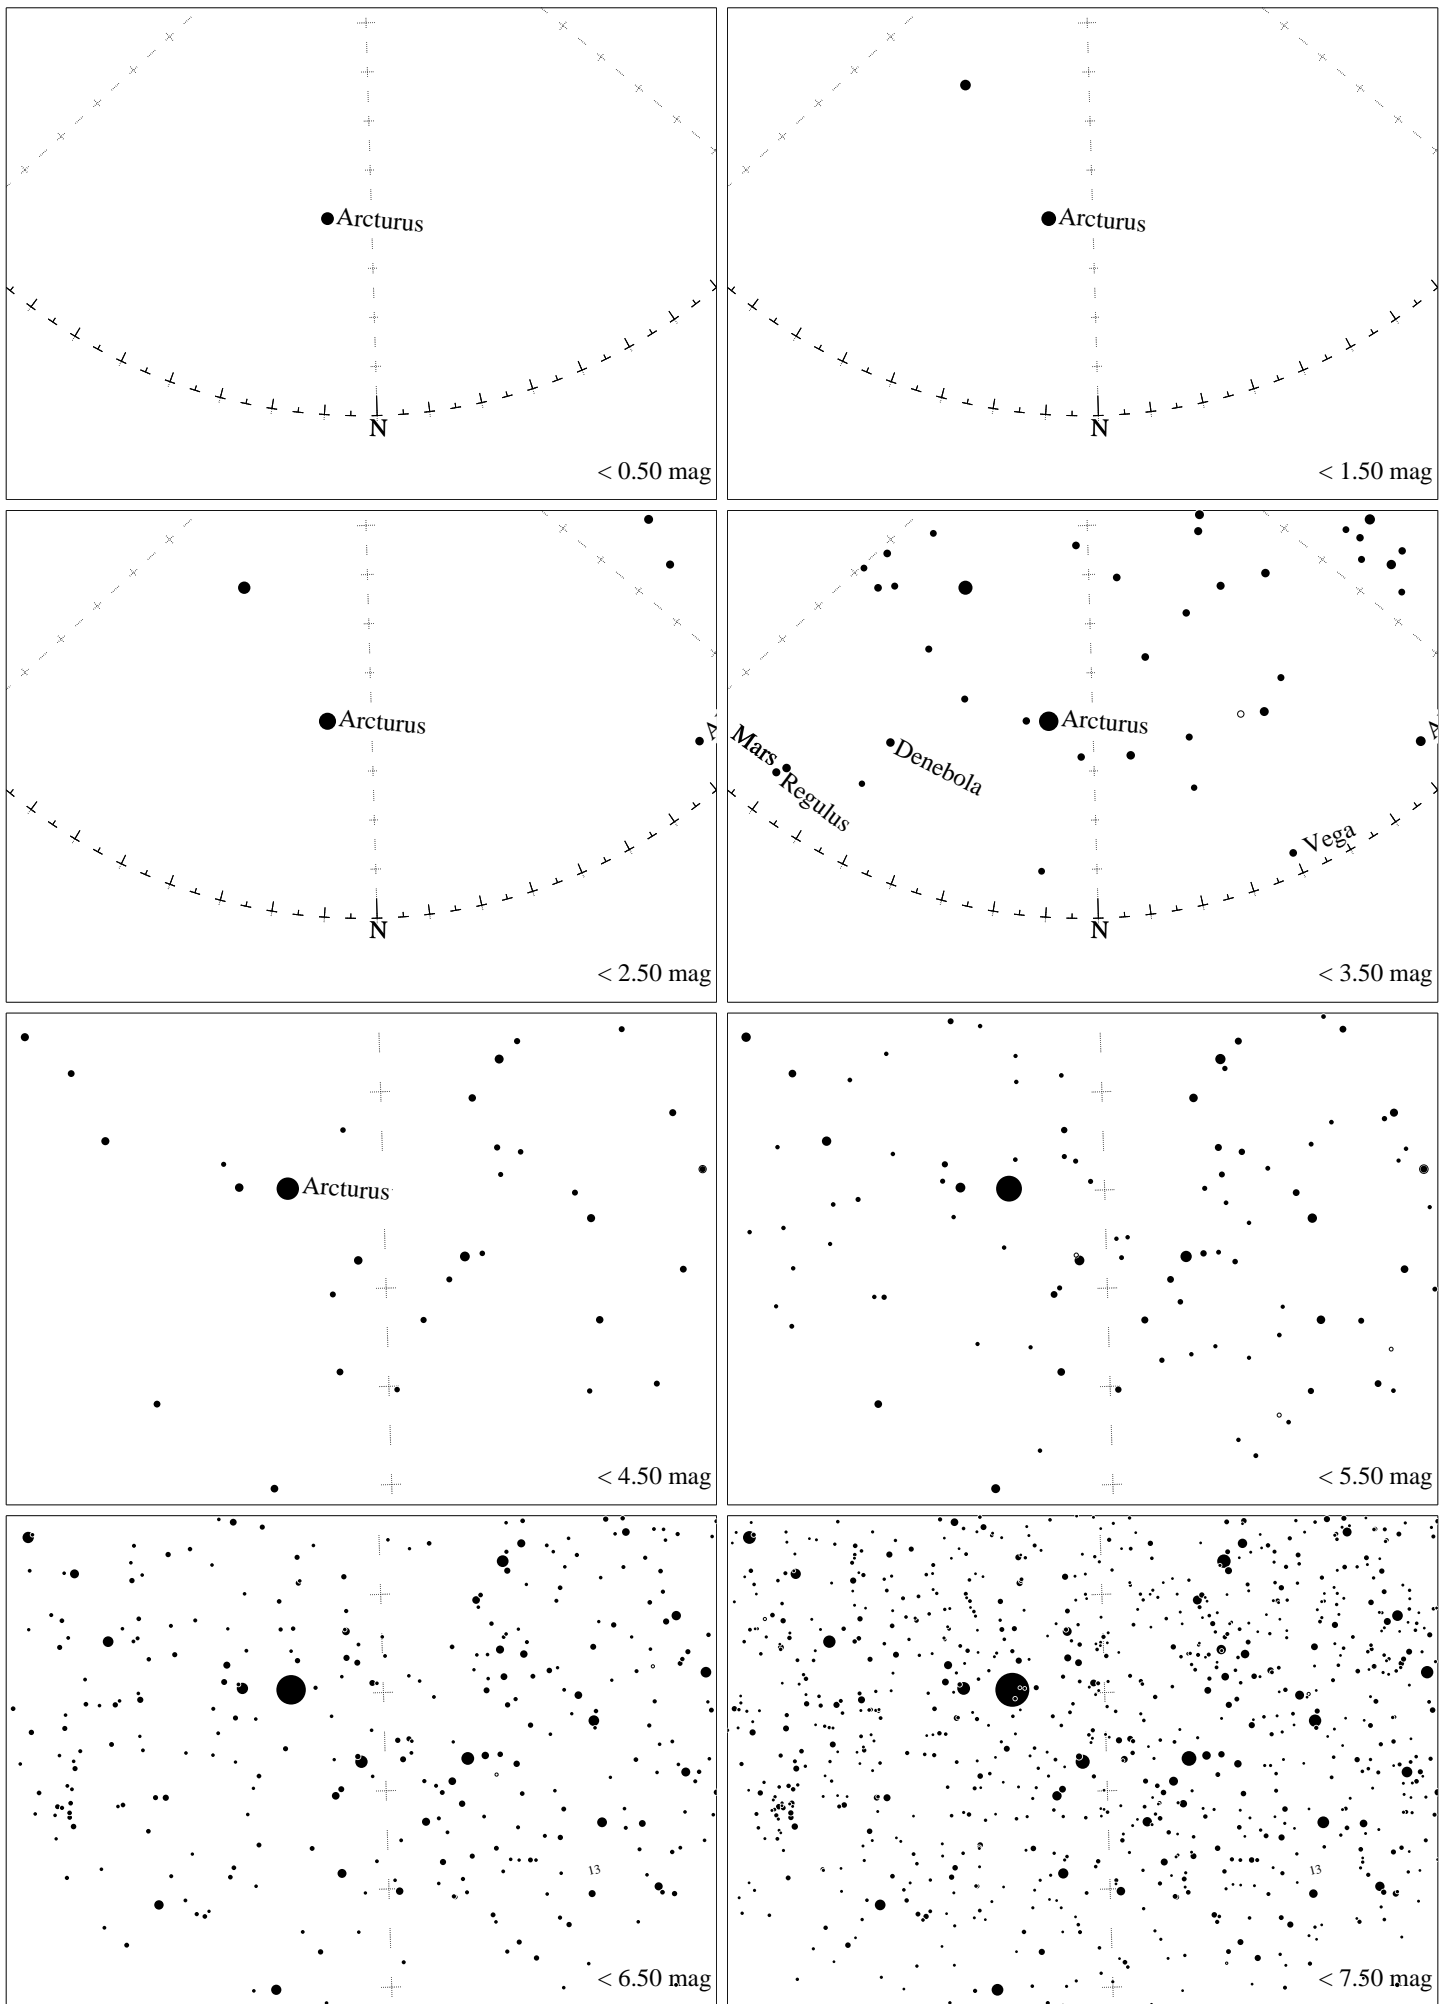 Arcturus
N
< 0.50 mag
Arcturus
N
< 1.50 mag
Arcturus
N
< 2.50 mag
Arcturus
Mars
Denebola
Regulus
Vega
N
< 3.50 mag
Arcturus
< 4.50 mag
< 5.50 mag
13
< 6.50 mag
13
< 7.50 mag